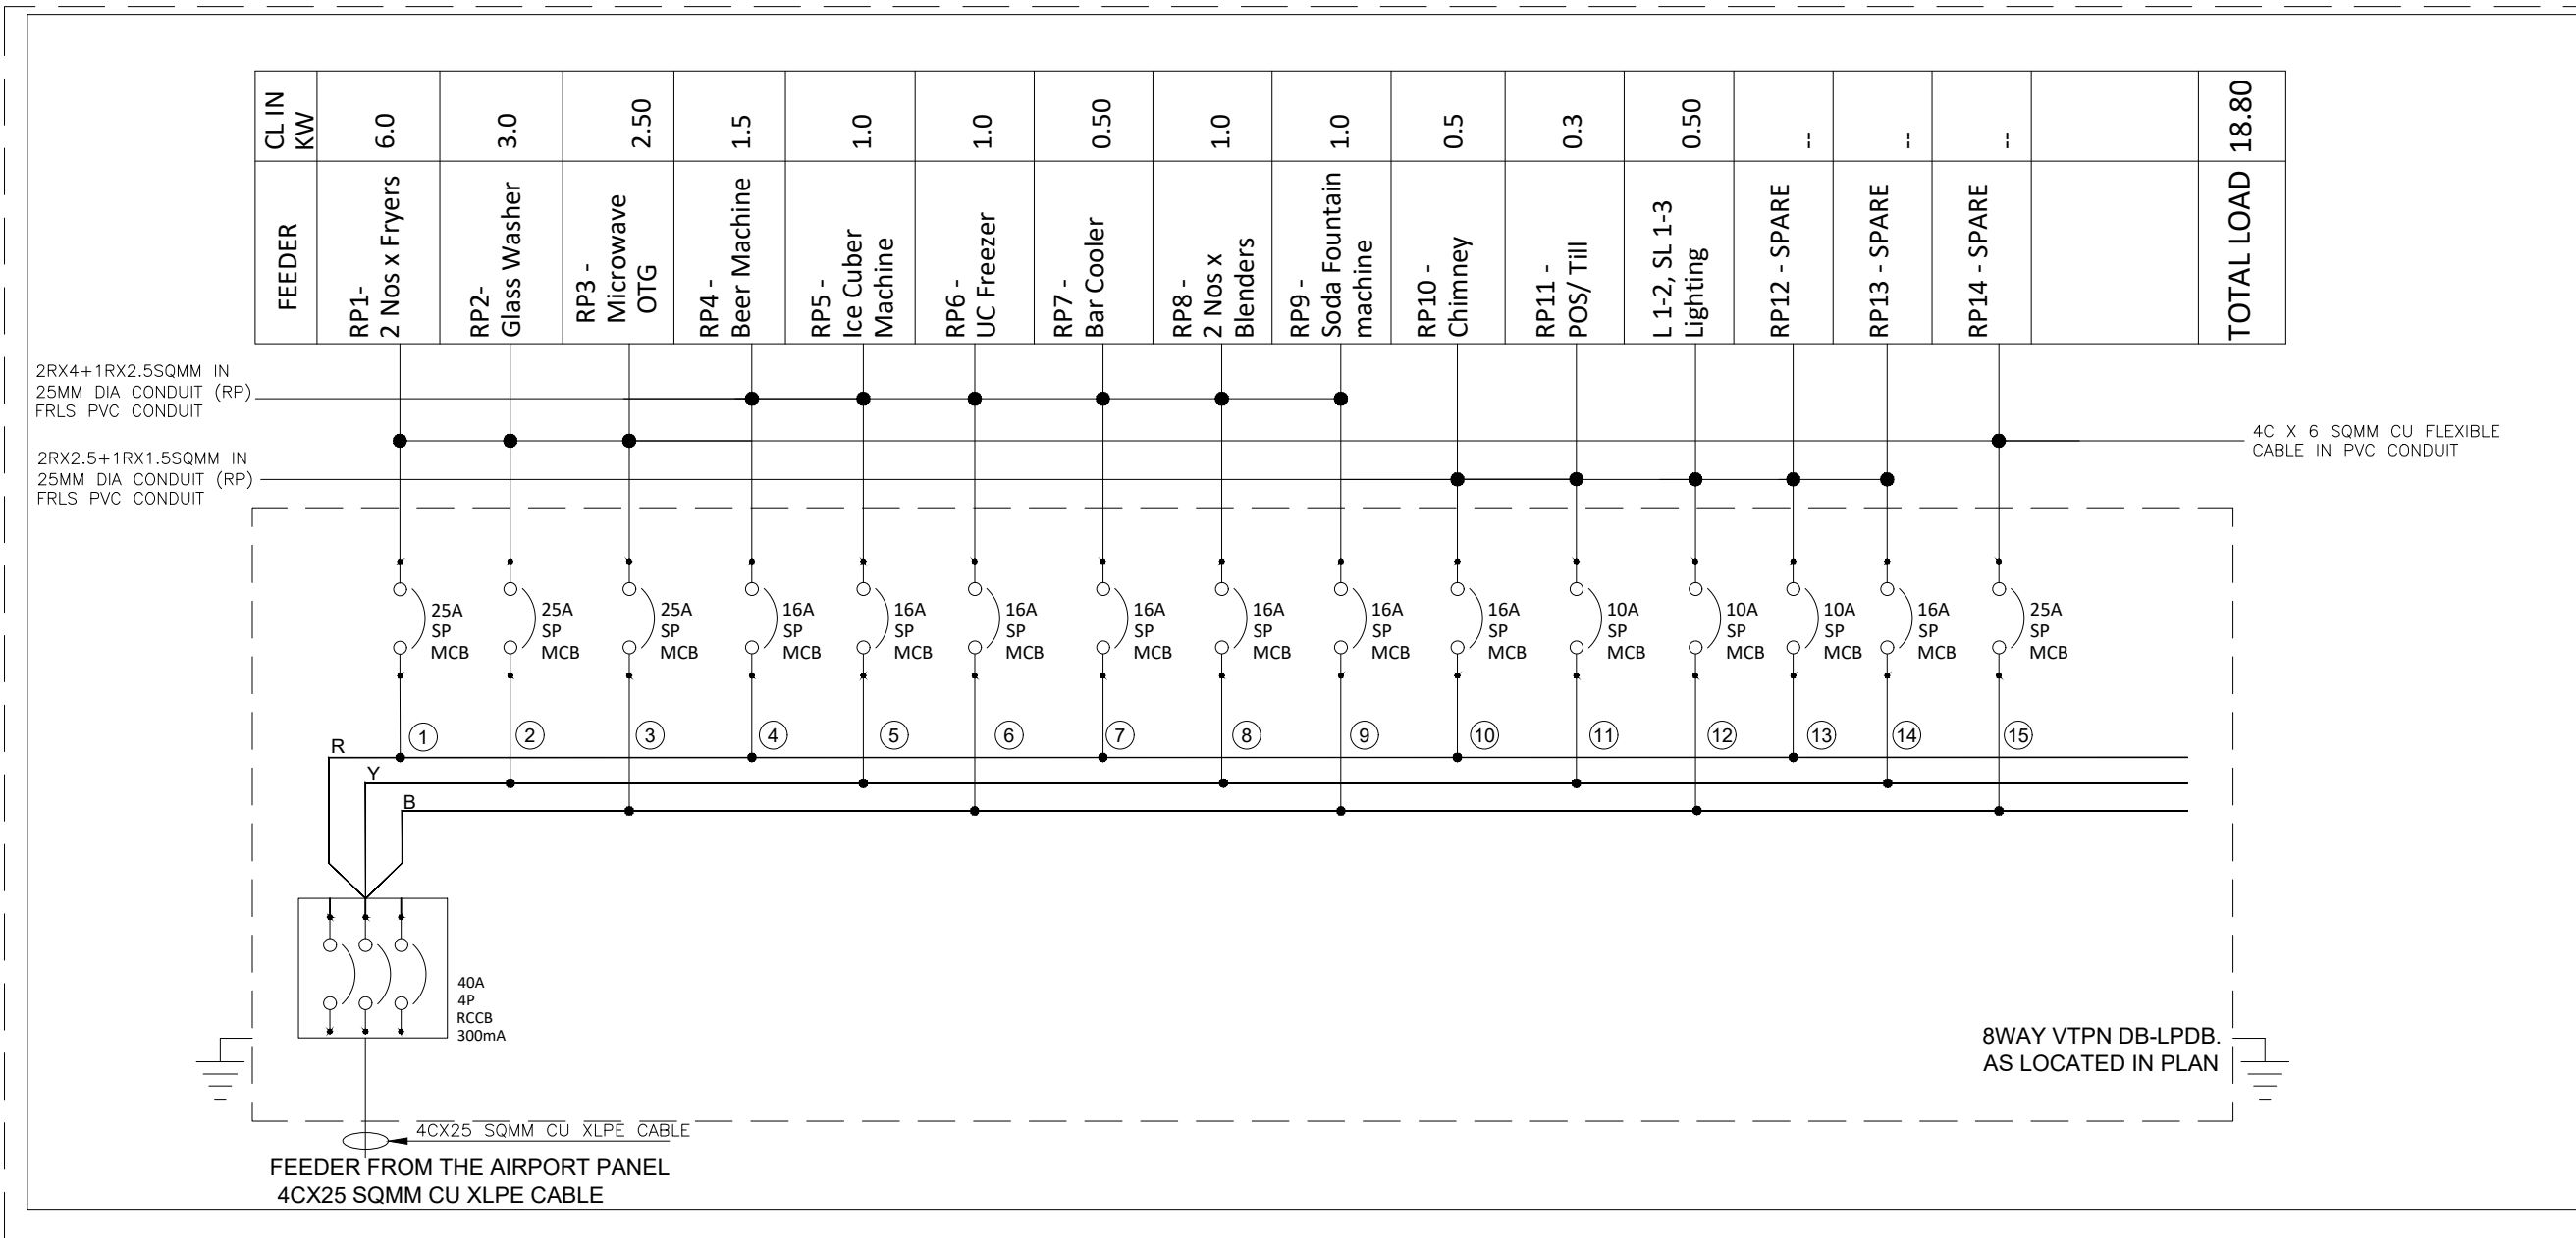 CL IN
KW
6.0
3.0
2.50
1.5
1.0
1.0
0.50
1.0
1.0
0.5
0.3
0.50
--
--
--
18.80
FEEDER
RP1-
2 Nos x Fryers
RP2-
Glass Washer
RP3 -
Microwave
OTG
RP4 -
Beer Machine
RP5 -
Ice Cuber
Machine
RP6 -
UC Freezer
RP7 -
Bar Cooler
RP8 -
2 Nos x
Blenders
RP9 -
Soda Fountain
machine
RP10 -
Chimney
RP11 -
POS/ Till
L 1-2, SL 1-3
Lighting
RP12 - SPARE
RP13 - SPARE
RP14 - SPARE
TOTAL LOAD
2RX4+1RX2.5SQMM IN
25MM DIA CONDUIT (RP)
FRLS PVC CONDUIT
2RX2.5+1RX1.5SQMM IN
25MM DIA CONDUIT (RP)
FRLS PVC CONDUIT
4C X 6 SQMM CU FLEXIBLE
CABLE IN PVC CONDUIT
25A
SP
MCB
25A
SP
MCB
25A
SP
MCB
16A
SP
MCB
16A
SP
MCB
16A
SP
MCB
16A
SP
MCB
16A
SP
MCB
16A
SP
MCB
16A
SP
MCB
10A
SP
MCB
10A
SP
MCB
10A
SP
MCB
16A
SP
MCB
25A
SP
MCB
1
2
3
4
5
6
7
8
9
10
11
12
13
14
15
R
Y
B
40A
4P
RCCB
300mA
8WAY VTPN DB-LPDB.
AS LOCATED IN PLAN
4CX25 SQMM CU XLPE CABLE
FEEDER FROM THE AIRPORT PANEL
4CX25 SQMM CU XLPE CABLE